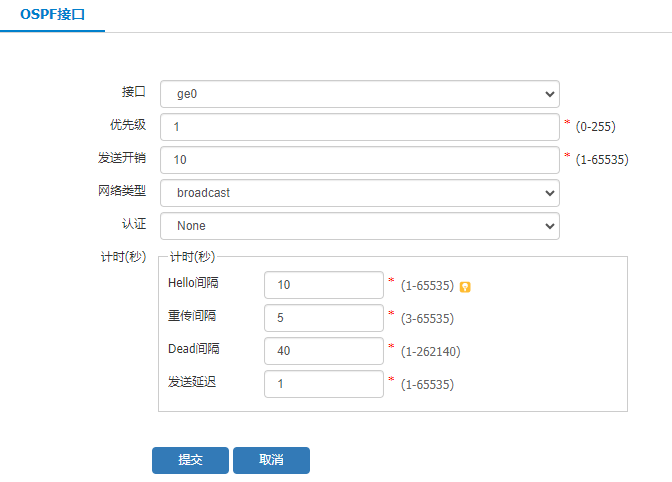 OSPF接口
接口 ge0
优先级 1 * (0-255)
发送开销 10 * (1-65535)
网络类型 broadcast
认证 None
计时(秒) 计时(秒)
Hello间隔 10 * (1-65535) ?
重传间隔 5 * (3-65535)
Dead间隔 40 * (1-262140)
发送延迟 1 * (1-65535)
提交 取消